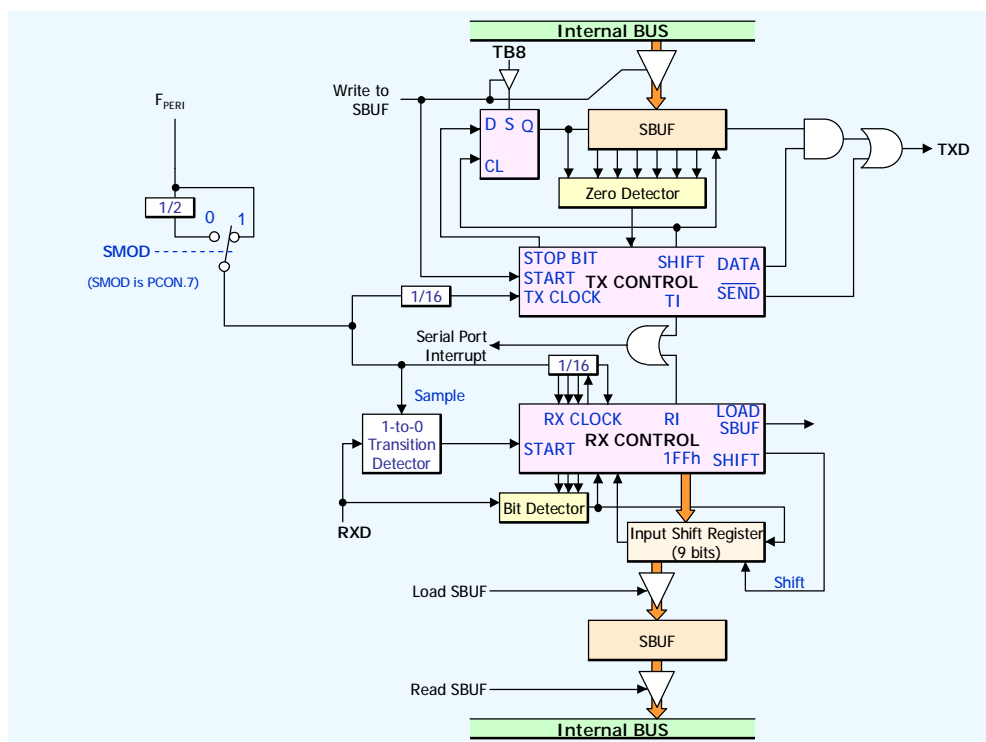 Internal BUS
TB8
Write to
SBUF
F PERI
D S Q
CL
SBUF
TXD
Zero Detector
1/2
0
1
SMOD
(SMOD is PCON.7)
STOP BIT
SHIFT
DATA
START
TX CONTROL
TX CLOCK
TI
SEND
1/16
Serial Port
Interrupt
1/16
Sample
RX CLOCK
RI
LOAD
SBUF
1-to-0
Transition
Detector
START
RX CONTROL
1FFh
SHIFT
Bit Detector
RXD
Input Shift Register
(9 bits)
Shift
Load SBUF
SBUF
Read SBUF
Internal BUS